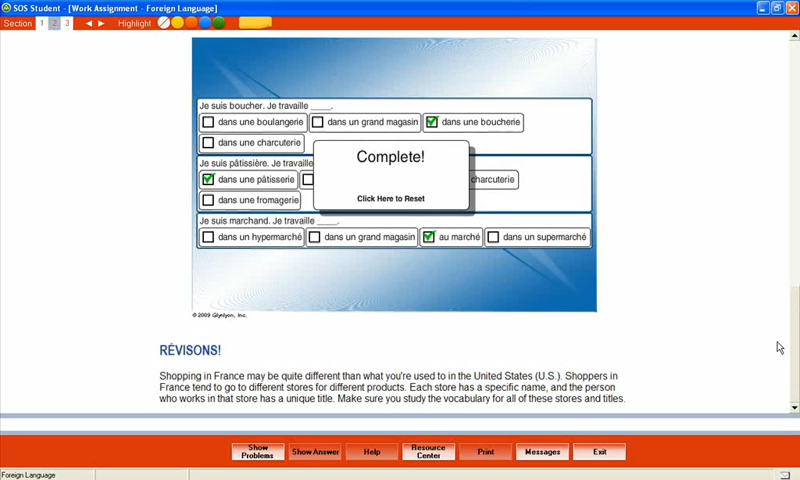 SOS Student - [Work Assignment - Foreign Language]
Section 1 2 3 Highlight
Je suis boucher. Je travaille ____.
dans une boulangerie dans un grand magasin dans une boucherie
dans une charcuterie
Je suis pâtissière. Je travaille
dans une pâtisserie charcuterie
dans une fromagerie
Complete!
Click Here to Reset
Je suis marchand. Je travaille ____.
dans un hypermarché dans un grand magasin au marché dans un supermarché
© 2009 Glynlyon, Inc.
RÉVISONS!
Shopping in France may be quite different than what you're used to in the United States (U.S.). Shoppers in
France tend to go to different stores for different products. Each store has a specific name, and the person
who works in that store has a unique title. Make sure you study the vocabulary for all of these stores and titles.
Show Problems Show Answer Help Resource Center Print Messages Exit
Foreign Language